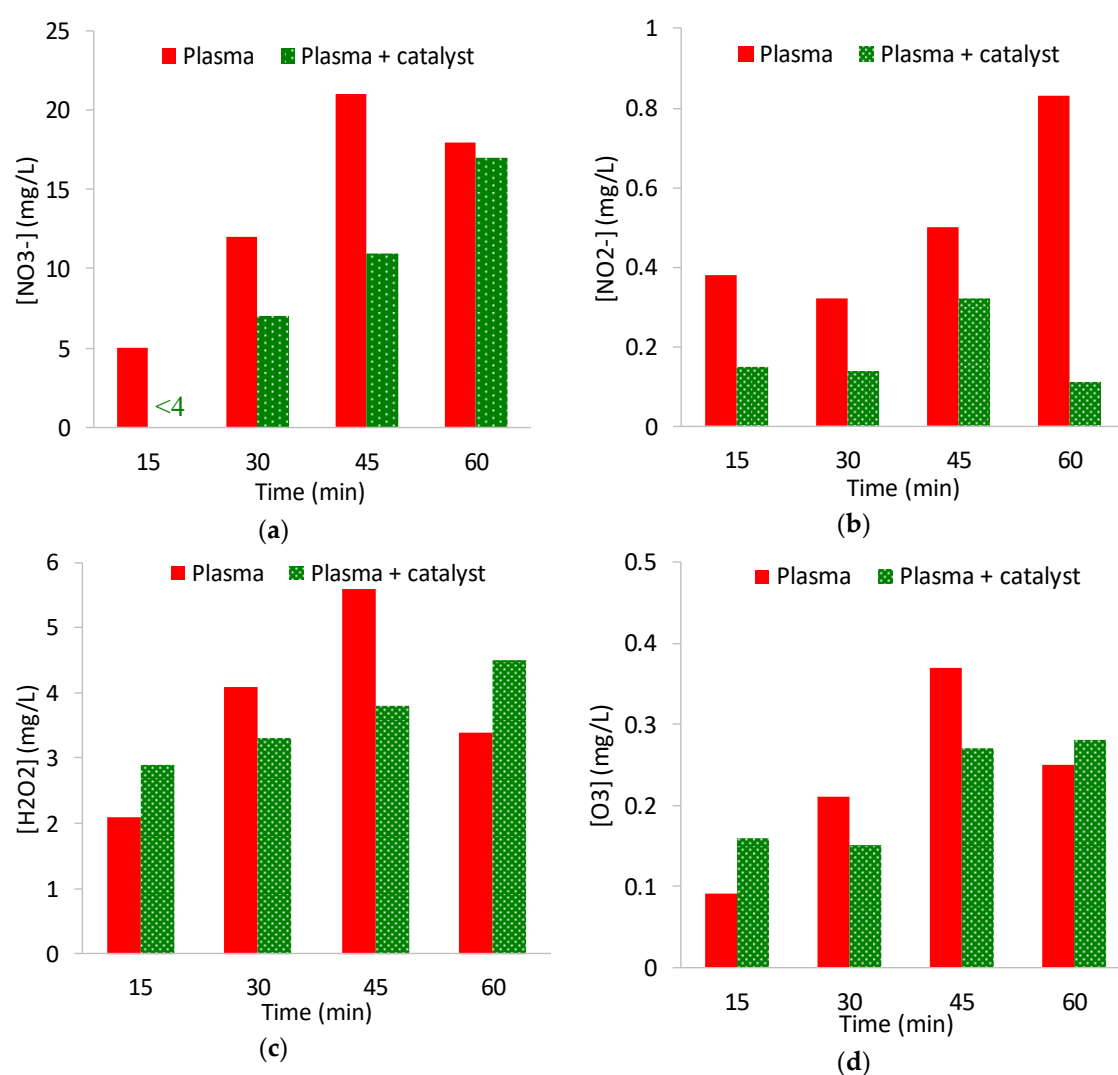 25
20
15
10
5
0
[NO3-] (mg/L)
Plasma
Plasma + catalyst
<4
15 30 45 60
Time (min)
(a)
1
0.8
0.6
0.4
0.2
0
[NO2-] (mg/L)
Plasma
Plasma + catalyst
15 30 45 60
Time (min)
(b)
6
5
4
3
2
1
0
[H2O2] (mg/L)
Plasma
Plasma + catalyst
15 30 45 60
Time (min)
(c)
0.5
0.4
0.3
0.2
0.1
0
[O3] (mg/L)
Plasma
Plasma + catalyst
15 30 45 60
Time (min)
(d)